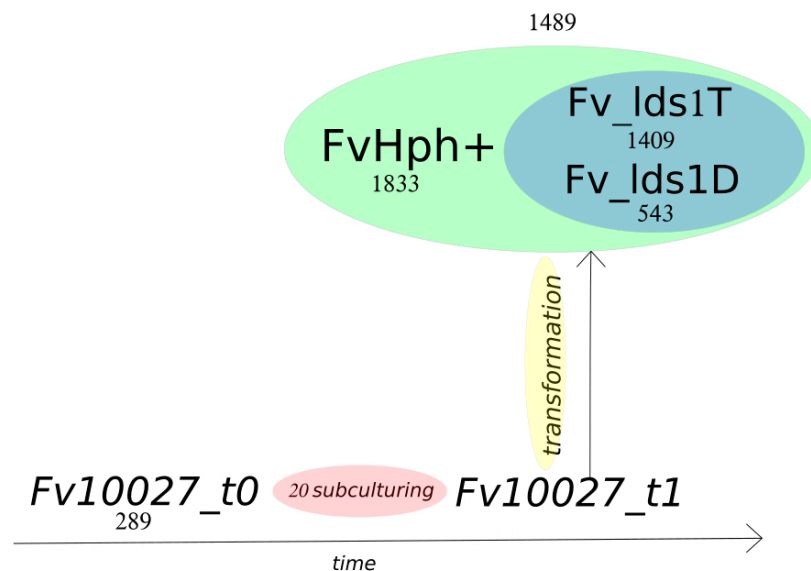 1489
Fv_lds1T
1409
FvHph+
1833
Fv_lds1D
543
transformation
Fv10027_t0
289
20 subculturing
Fv10027_t1
time